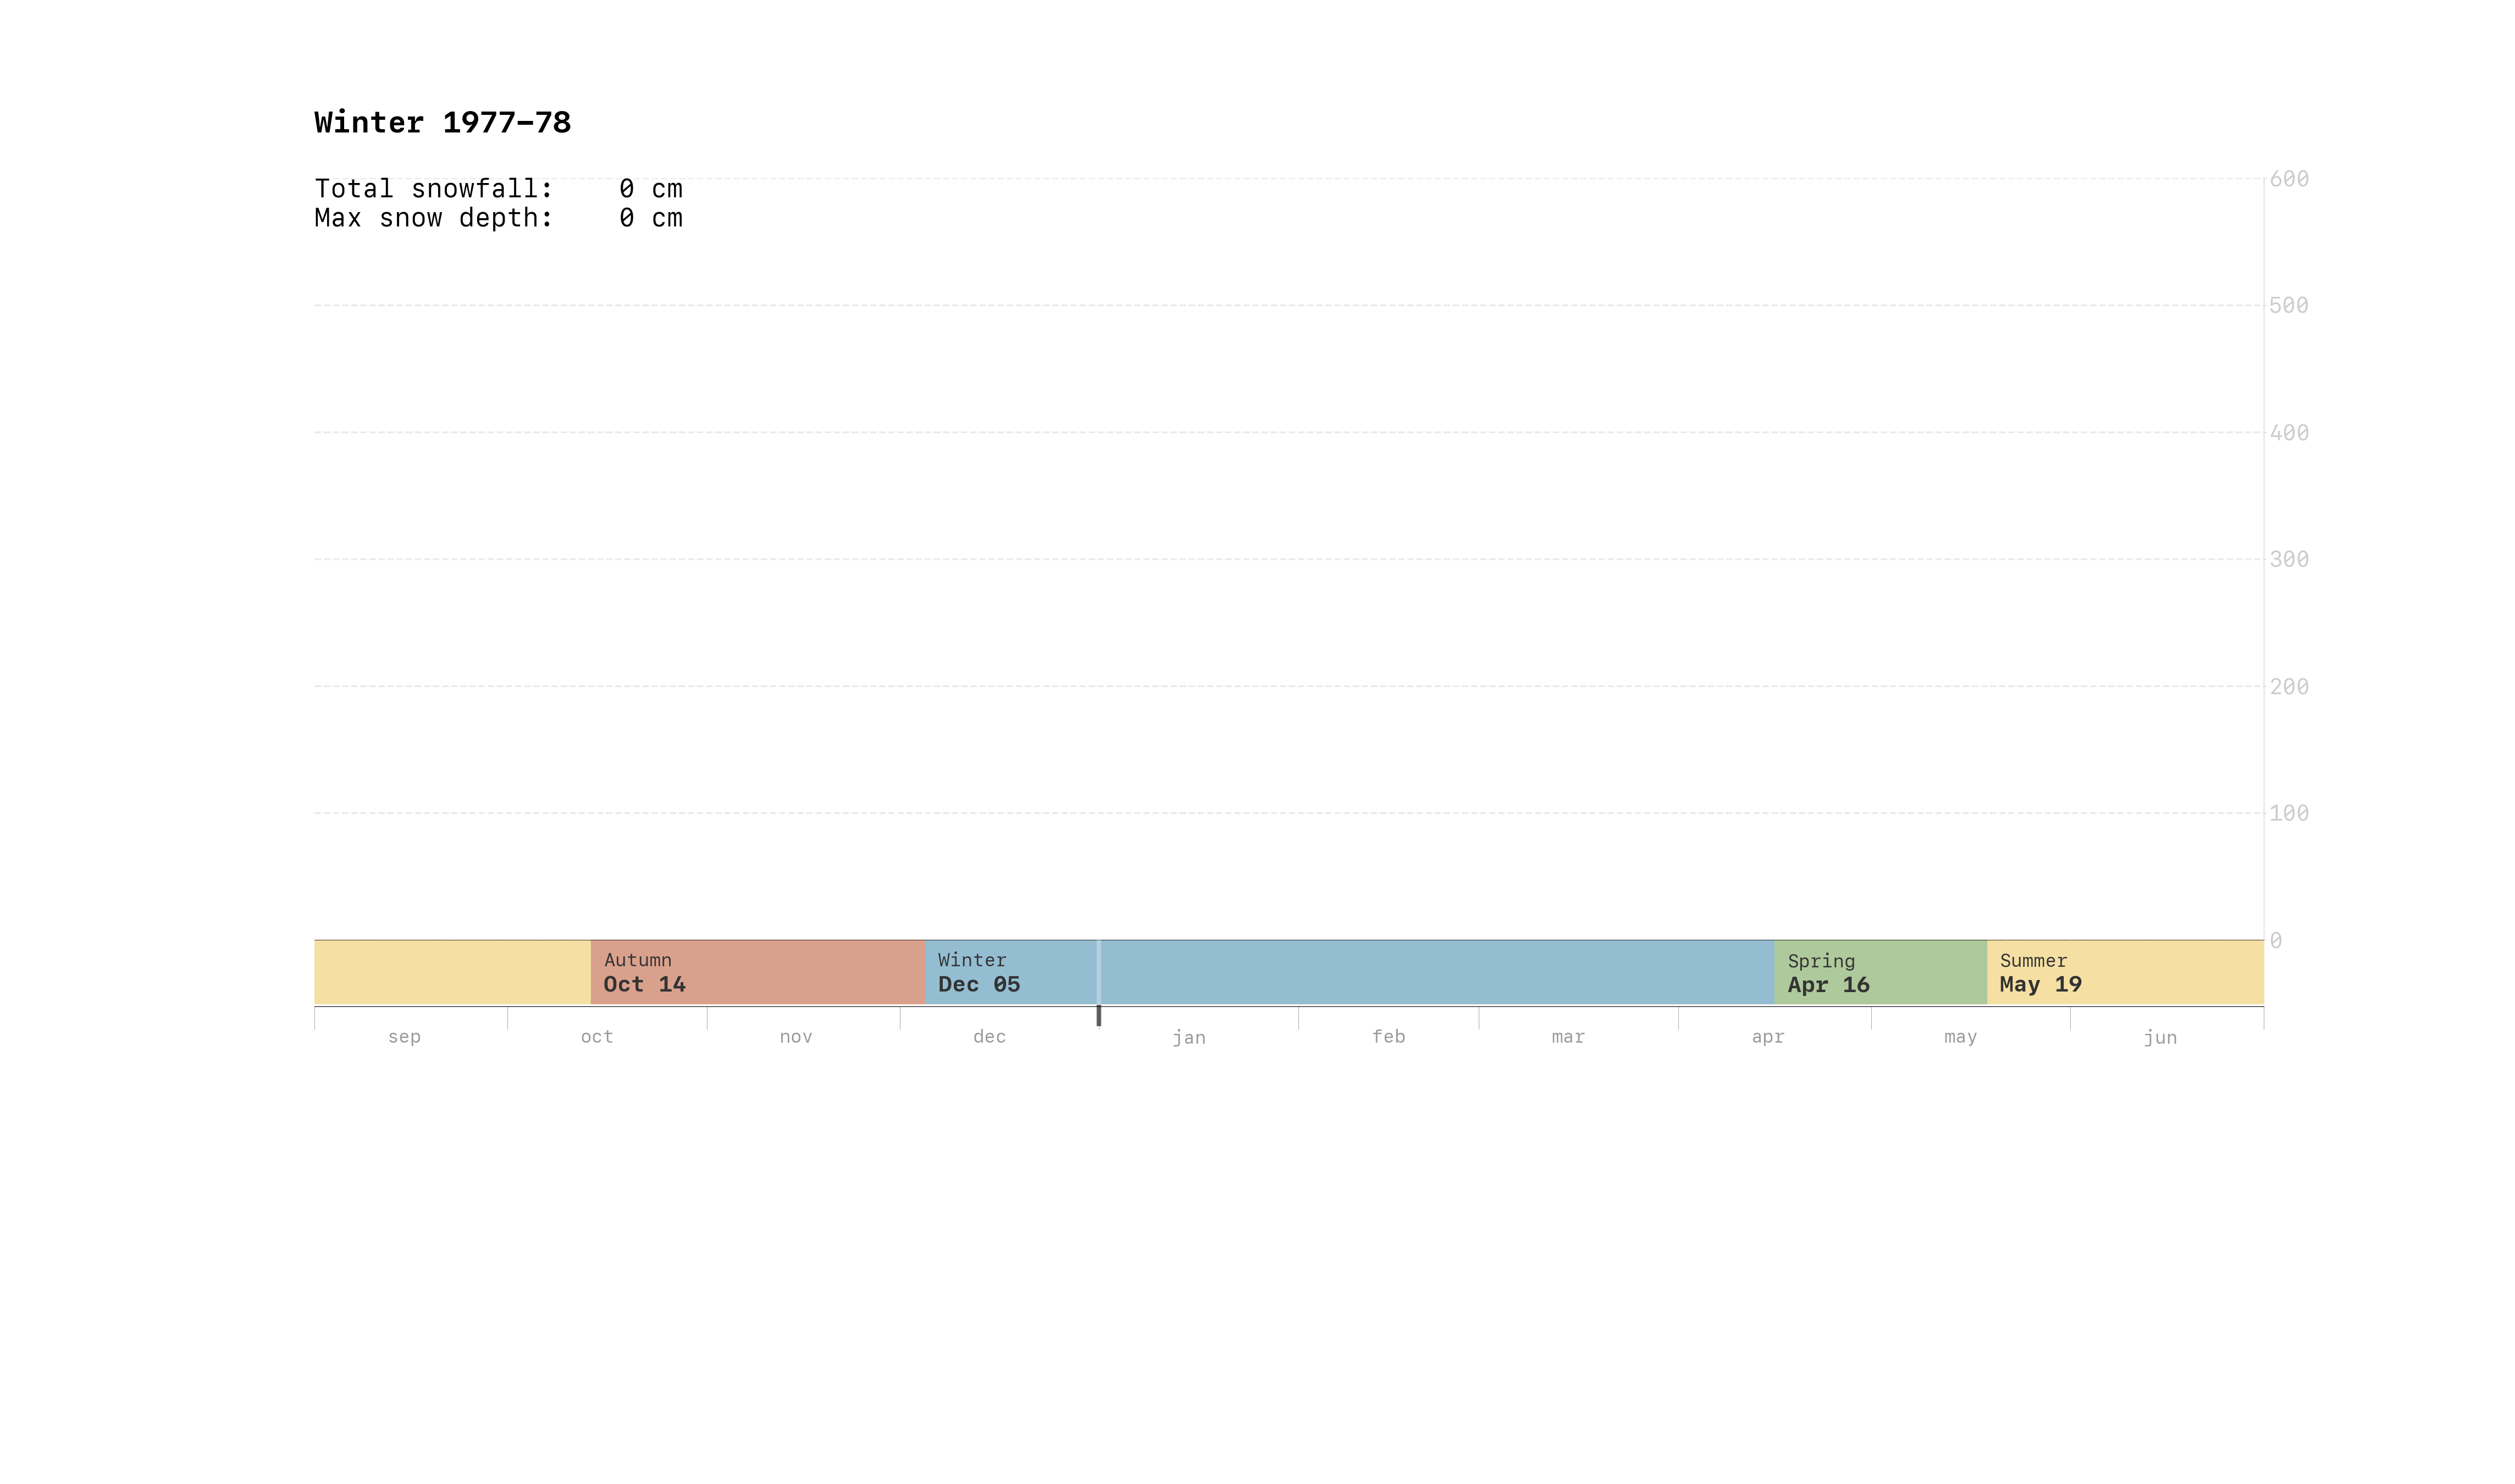 Winter 1977–78
Total snowfall: 0 cm
Max snow depth: 0 cm
600
500
400
300
200
100
0
Autumn
Oct 14
Winter
Dec 05
Spring
Apr 16
Summer
May 19
sep oct nov dec jan feb mar apr may jun